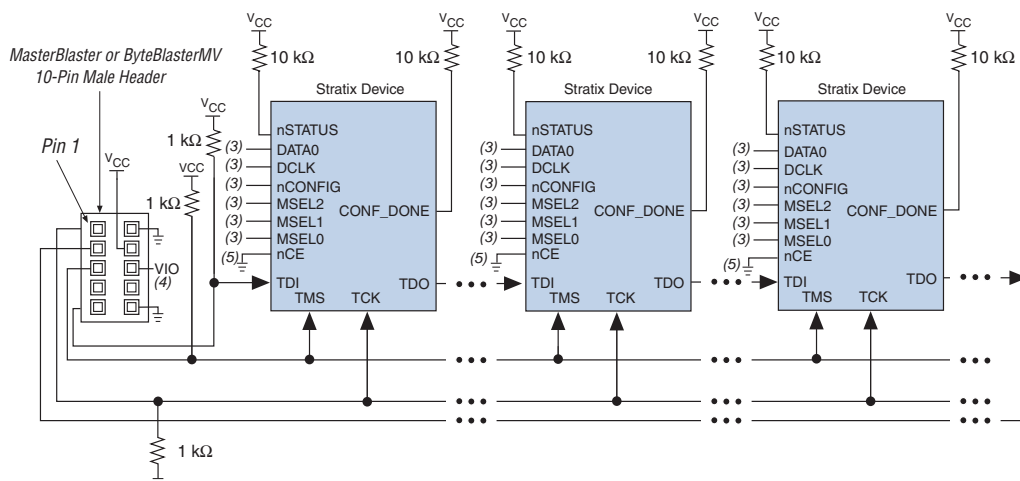 MasterBlaster or ByteBlasterMV
10-Pin Male Header
Pin 1
VCC
VCC
1 kΩ
VCC
1 kΩ
VIO
(4)
1 kΩ
VCC
10 kΩ
VCC
10 kΩ
Stratix Device
nSTATUS
(3) DATA0
(3) DCLK
(3) nCONFIG
(3) MSEL2
(3) MSEL1
(3) MSEL0
(5) nCE
CONF_DONE
TDI
TDO
TMS
TCK
VCC
10 kΩ
VCC
10 kΩ
Stratix Device
nSTATUS
(3) DATA0
(3) DCLK
(3) nCONFIG
(3) MSEL2
(3) MSEL1
(3) MSEL0
(5) nCE
CONF_DONE
TDI
TDO
TMS
TCK
VCC
10 kΩ
VCC
10 kΩ
Stratix Device
nSTATUS
(3) DATA0
(3) DCLK
(3) nCONFIG
(3) MSEL2
(3) MSEL1
(3) MSEL0
(5) nCE
CONF_DONE
TDI
TDO
TMS
TCK